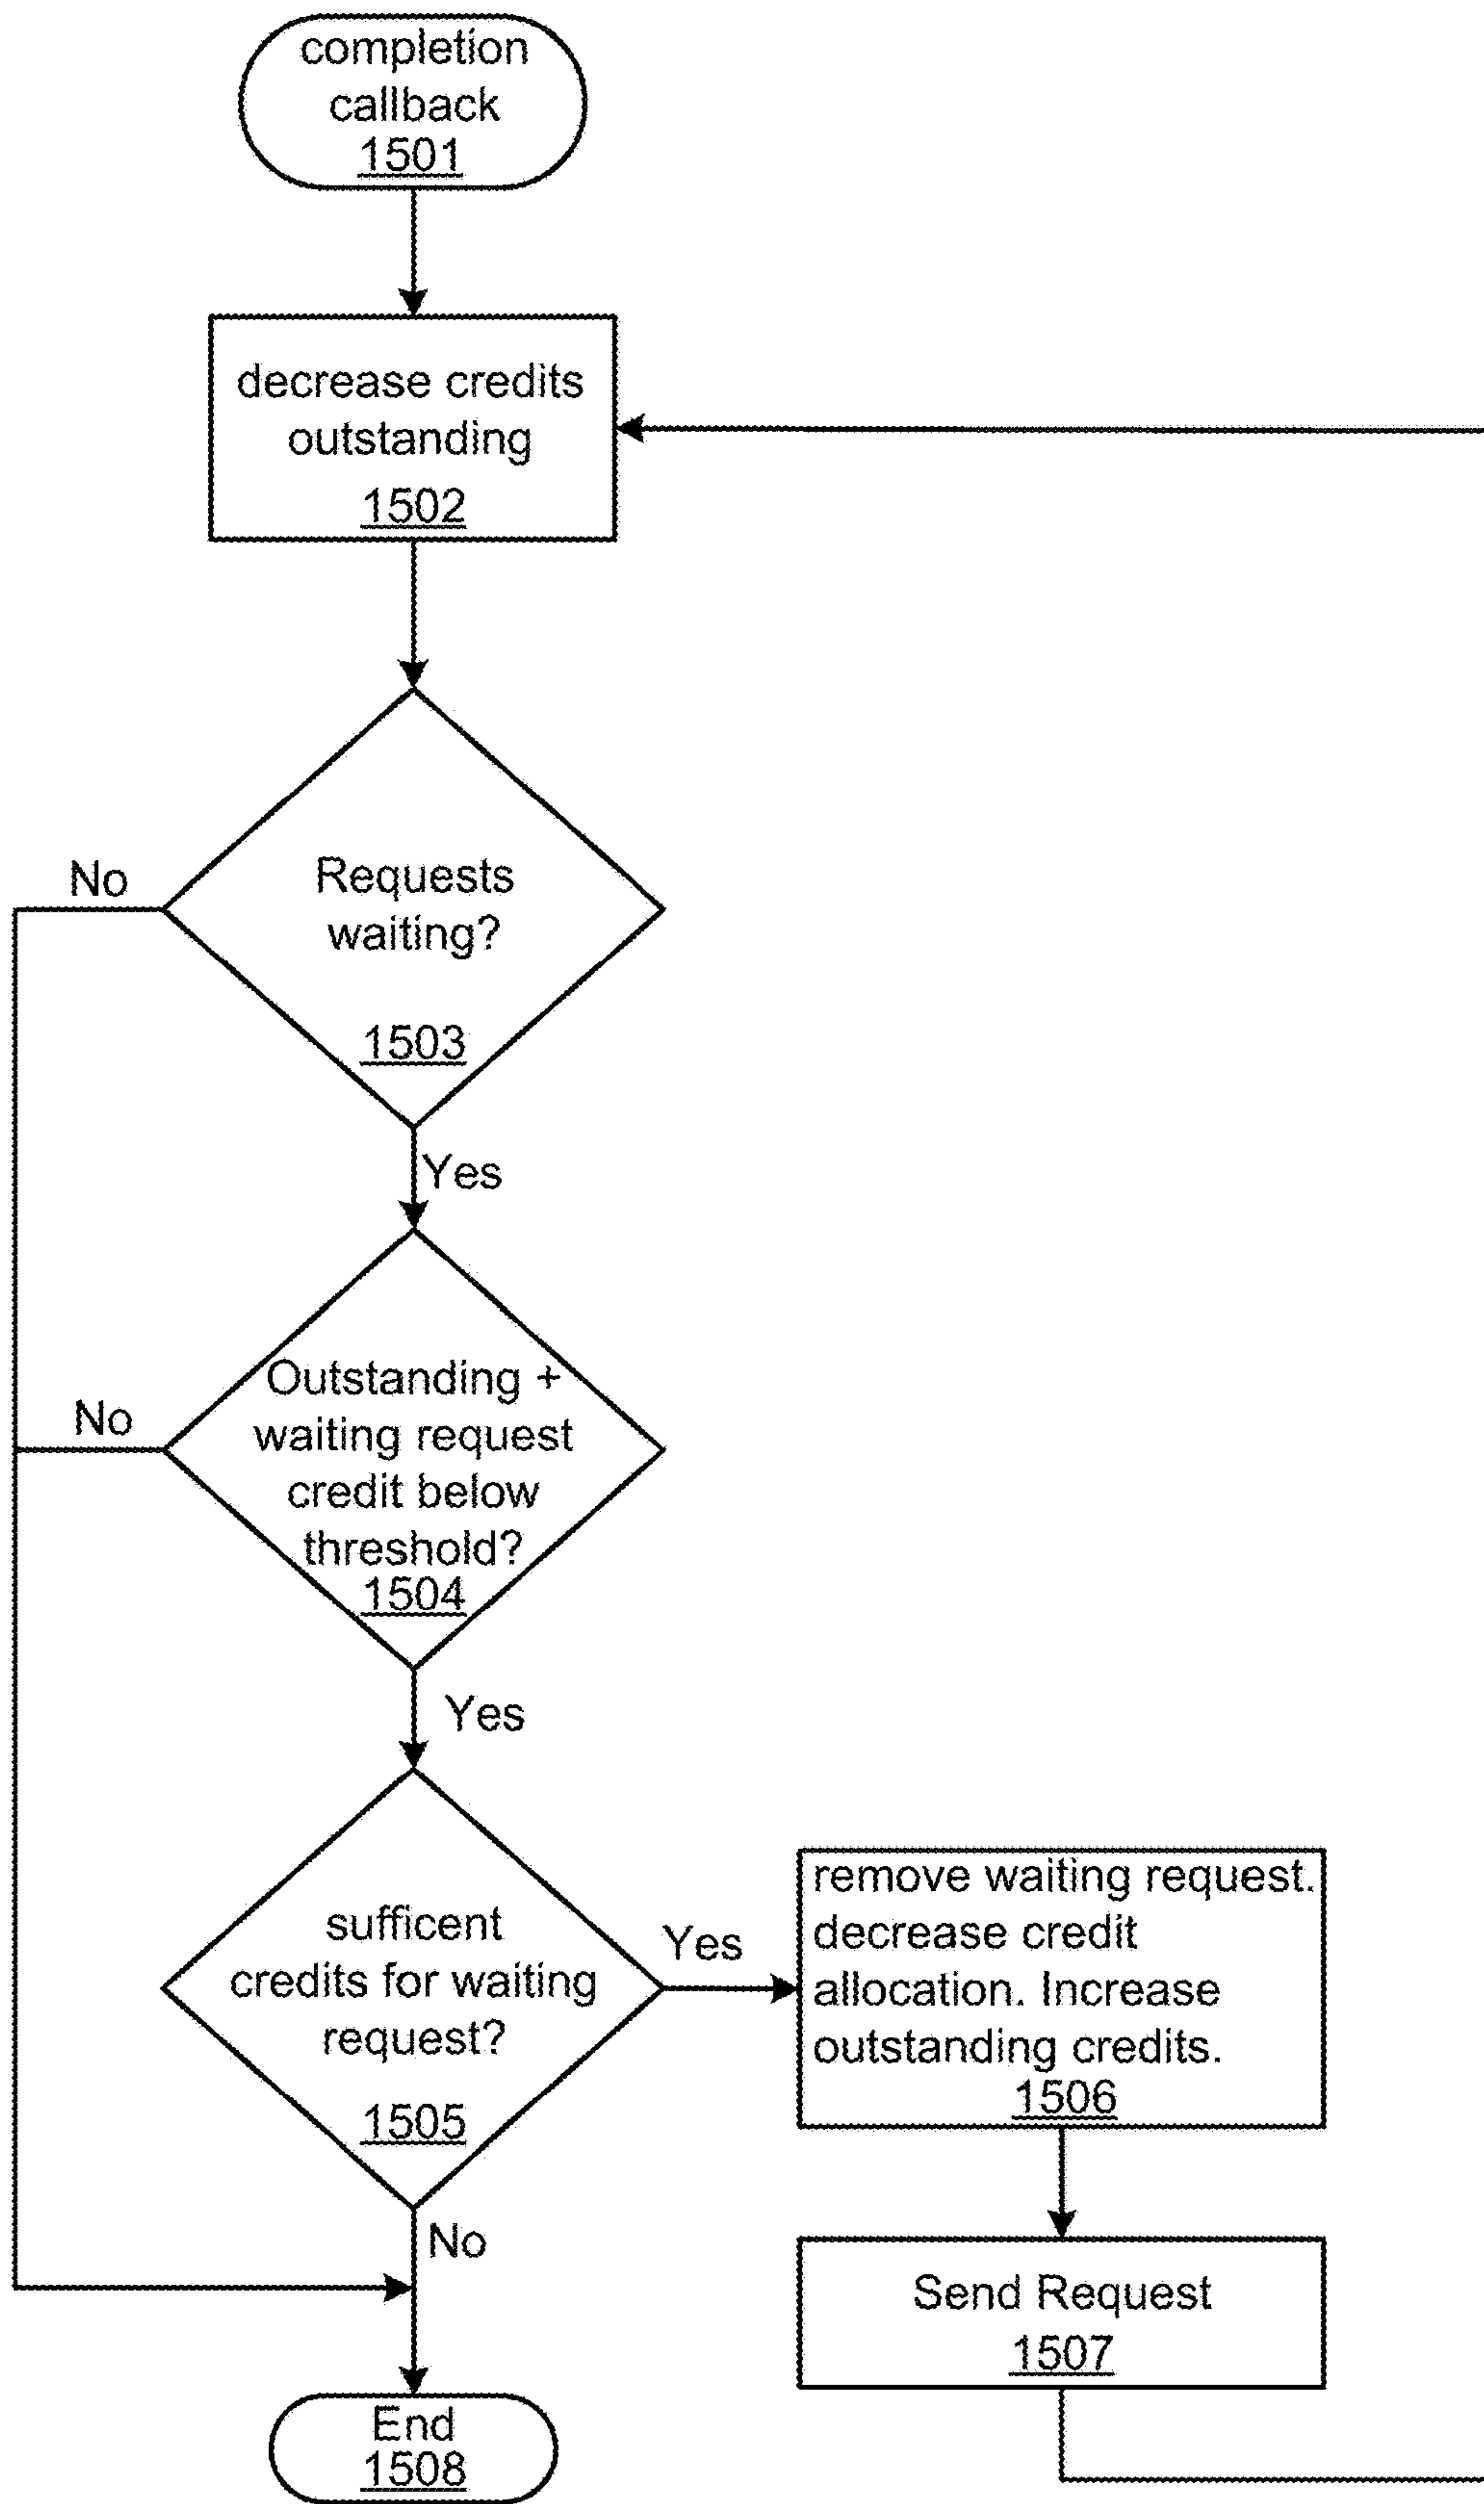 completion
callback
1501
decrease credits
outstanding
1502
No
Requests
waiting?
1503
Yes
No
Outstanding +
waiting request
credit below
threshold?
1504
Yes
sufficent
credits for waiting
request?
1505
Yes
remove waiting request.
decrease credit
allocation. Increase
outstanding credits.
1506
No
Send Request
1507
End
1508